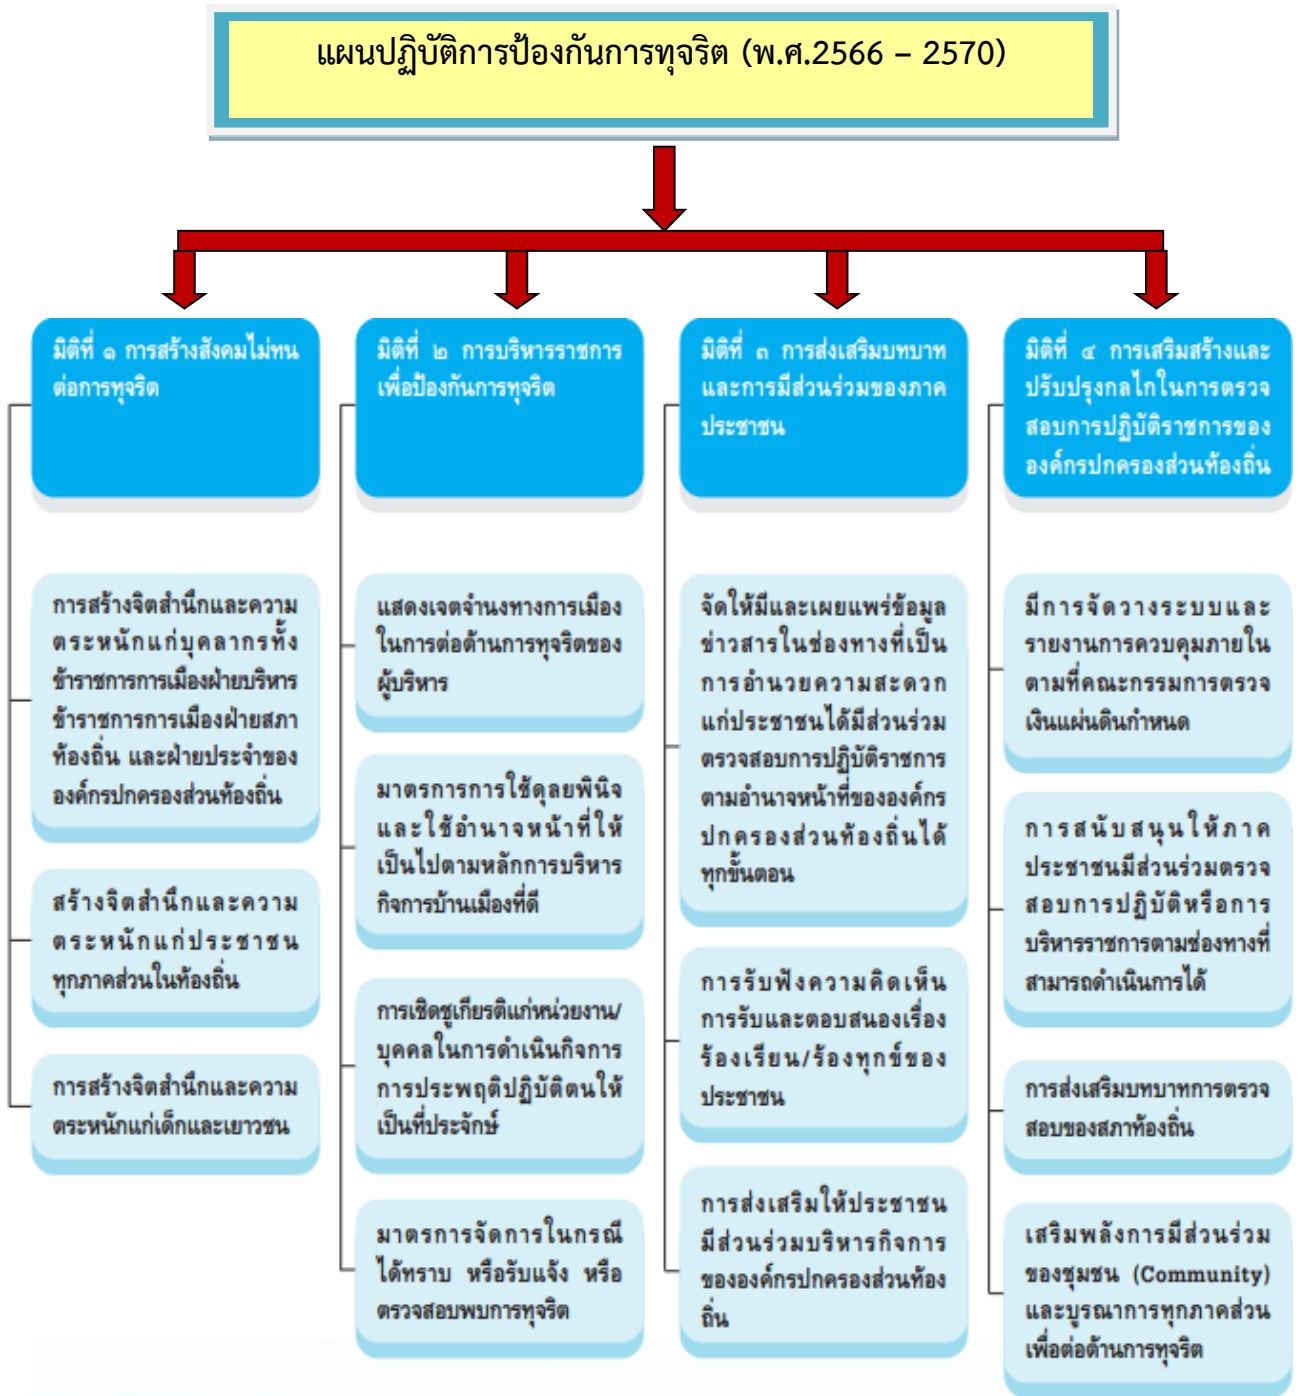 แผนปฏิบัติการป้องกันการทุจริต (พ.ศ.2566 – 2570)
มิติที่ ๑ การสร้างสังคมไม่ทน
ต่อการทุจริต
การสร้างจิตสำนึกและความ
ตระหนักแก่บุคลากรทั้ง
ข้าราชการการเมืองฝ่ายบริหาร
ข้าราชการการเมืองฝ่ายสภา
ท้องถิ่น และฝ่ายประจำของ
องค์กรปกครองส่วนท้องถิ่น
สร้างจิตสำนึกและความ
ตระหนักแก่ประชาชน
ทุกภาคส่วนในท้องถิ่น
การสร้างจิตสำนึกและความ
ตระหนักแก่เด็กและเยาวชน
มิติที่ ๒ การบริหารราชการ
เพื่อป้องกันการทุจริต
แสดงเจตจำนงทางการเมือง
ในการต่อต้านการทุจริตของ
ผู้บริหาร
มาตรการการใช้ดุลยพินิจ
และใช้อำนาจหน้าที่ให้
เป็นไปตามหลักการบริหาร
กิจการบ้านเมืองที่ดี
การเชิดชูเกียรติแก่หน่วยงาน/
บุคคลในการดำเนินกิจการ
การประพฤติปฏิบัติตนให้
เป็นที่ประจักษ์
มาตรการจัดการในกรณี
ได้ทราบ หรือรับแจ้ง หรือ
ตรวจสอบพบการทุจริต
มิติที่ ๓ การส่งเสริมบทบาท
และการมีส่วนร่วมของภาค
ประชาชน
จัดให้มีและเผยแพร่ข้อมูล
ข่าวสารในช่องทางที่เป็น
การอำนวยความสะดวก
แก่ประชาชนได้มีส่วนร่วม
ตรวจสอบการปฏิบัติราชการ
ตามอำนาจหน้าที่ขององค์กร
ปกครองส่วนท้องถิ่นได้
ทุกขั้นตอน
การรับฟังความคิดเห็น
การรับและตอบสนองเรื่อง
ร้องเรียน/ร้องทุกข์ของ
ประชาชน
การส่งเสริมให้ประชาชน
มีส่วนร่วมบริหารกิจการ
ขององค์กรปกครองส่วนท้อง
ถิ่น
มิติที่ ๔ การเสริมสร้างและ
ปรับปรุงกลไกในการตรวจ
สอบการปฏิบัติราชการของ
องค์กรปกครองส่วนท้องถิ่น
มีการจัดวางระบบและ
รายงานการควบคุมภายใน
ตามที่คณะกรรมการตรวจ
เงินแผ่นดินกำหนด
การสนับสนุนให้ภาค
ประชาชนมีส่วนร่วมตรวจ
สอบการปฏิบัติหรือการ
บริหารราชการตามช่องทางที่
สามารถดำเนินการได้
การส่งเสริมบทบาทการตรวจ
สอบของสภาท้องถิ่น
เสริมพลังการมีส่วนร่วม
ของชุมชน (Community)
และบูรณาการทุกภาคส่วน
เพื่อต่อต้านการทุจริต